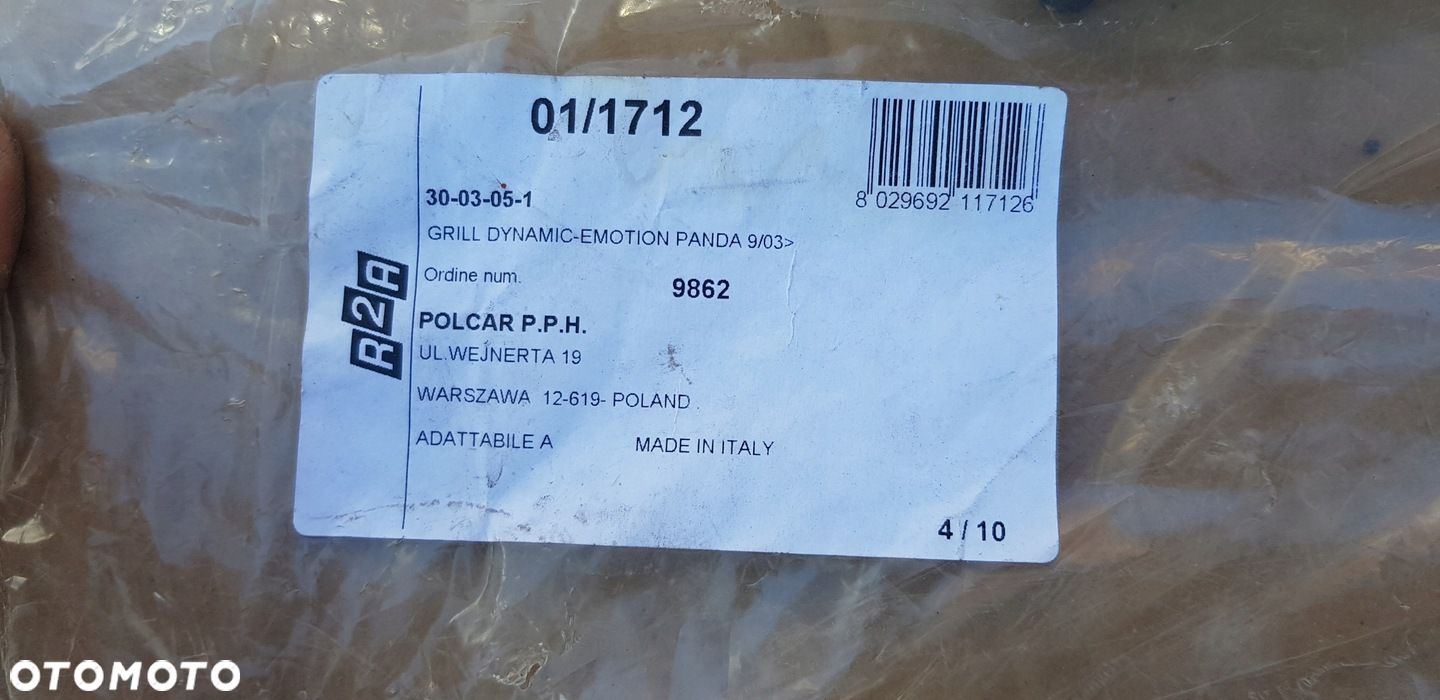 01/1712
8 029692 117126
30-03-05-1
GRILL DYNAMIC-EMOTION PANDA 9/03>
Ordine num. 9862
R2A
POLCAR P.P.H.
UL.WEJNERTA 19
WARSZAWA 12-619- POLAND
ADATTABILE A MADE IN ITALY
4 / 10
OTOMOTO